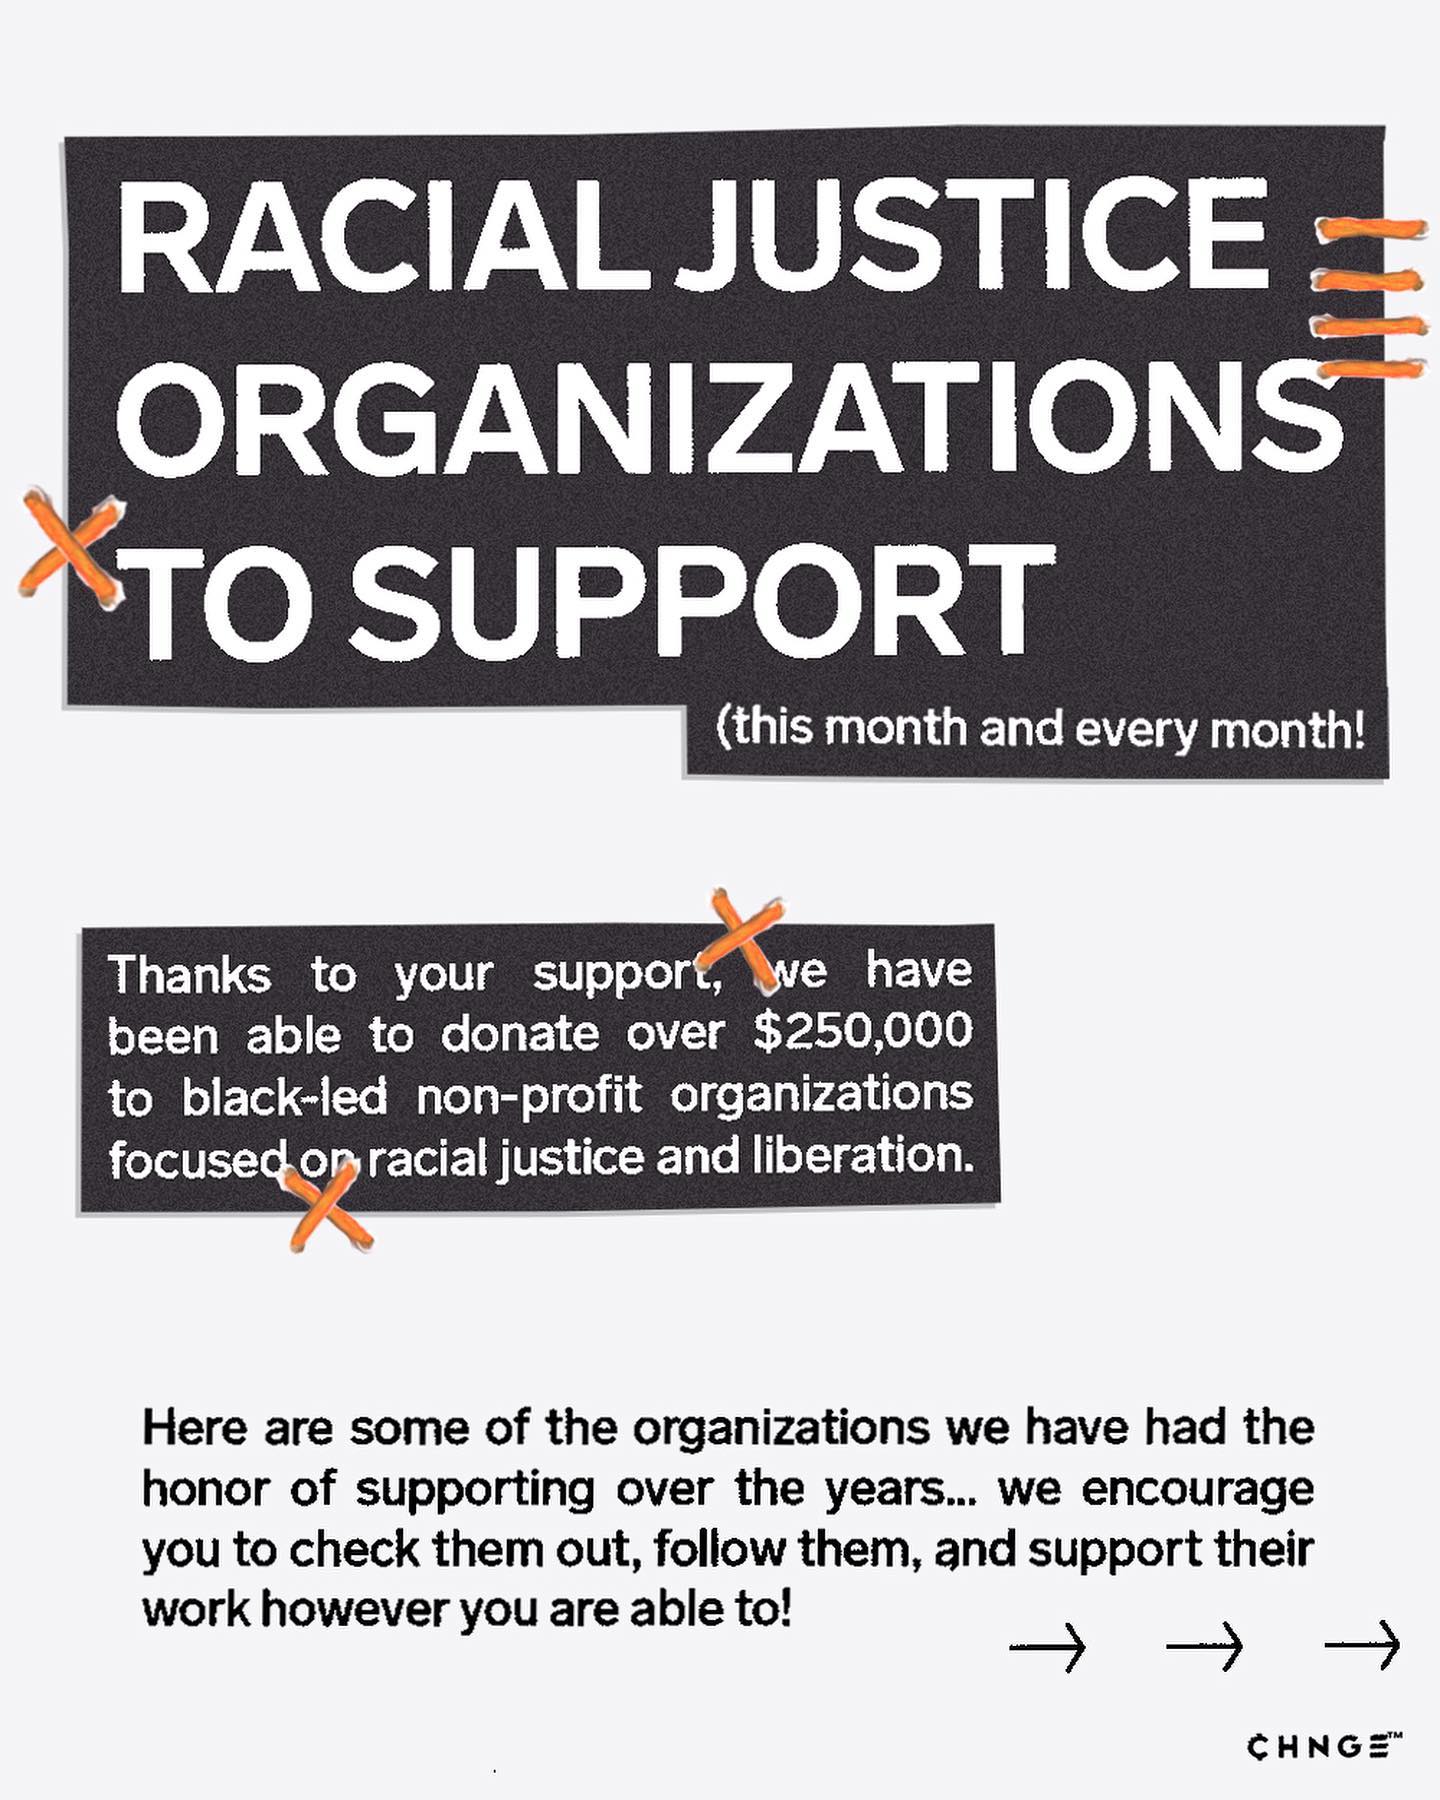 RACIAL JUSTICE
ORGANIZATIONS
TO SUPPORT
(this month and every month!
Thanks to your support, we have
been able to donate over $250,000
to black-led non-profit organizations
focused on racial justice and liberation.
Here are some of the organizations we have had the
honor of supporting over the years... we encourage
you to check them out, follow them, and support their
work however you are able to!
→ → →
CHNGE™